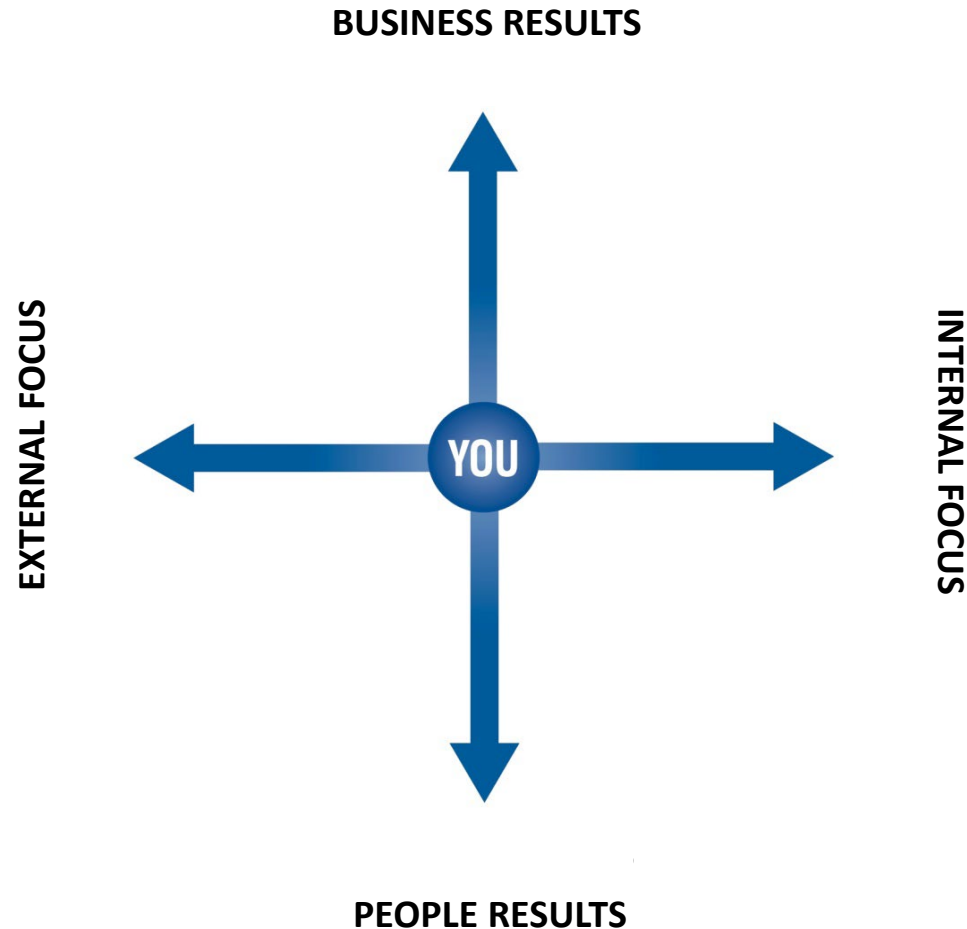 BUSINESS RESULTS
EXTERNAL FOCUS
YOU
INTERNAL FOCUS
PEOPLE RESULTS